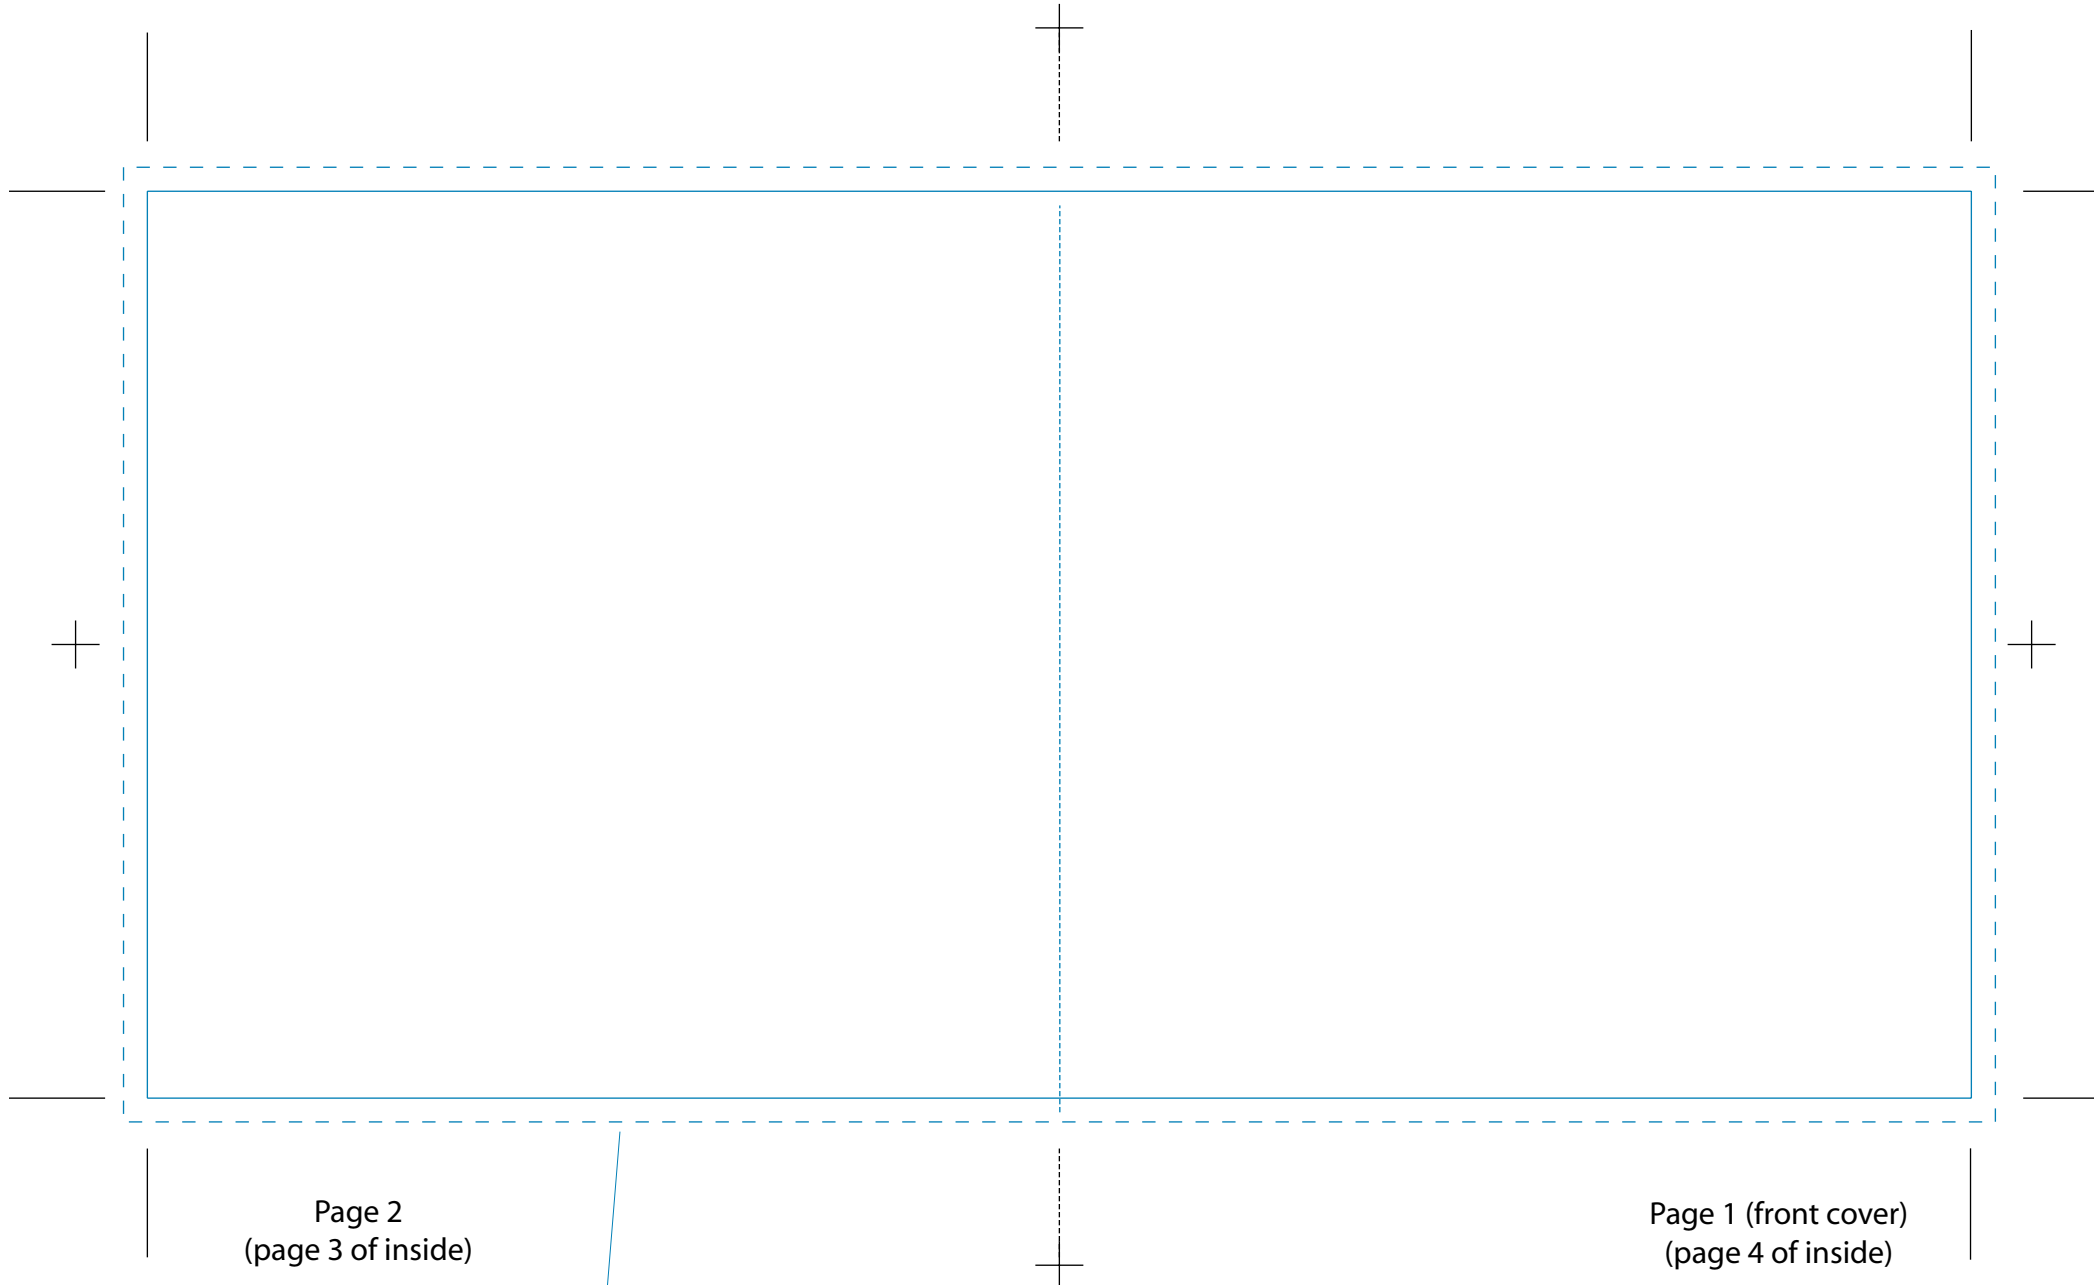 Page 2
(page 3 of inside)
Page 1 (front cover)
(page 4 of inside)